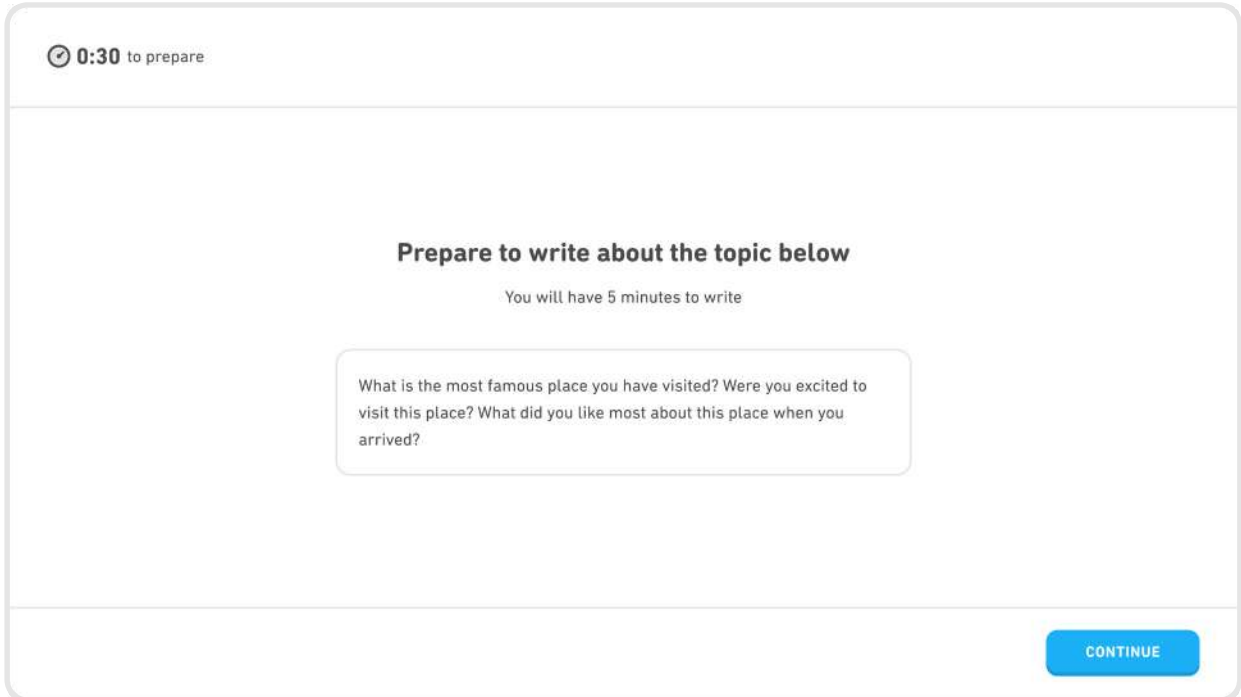 0:30 to prepare
Prepare to write about the topic below
You will have 5 minutes to write
What is the most famous place you have visited? Were you excited to
visit this place? What did you like most about this place when you
arrived?
CONTINUE